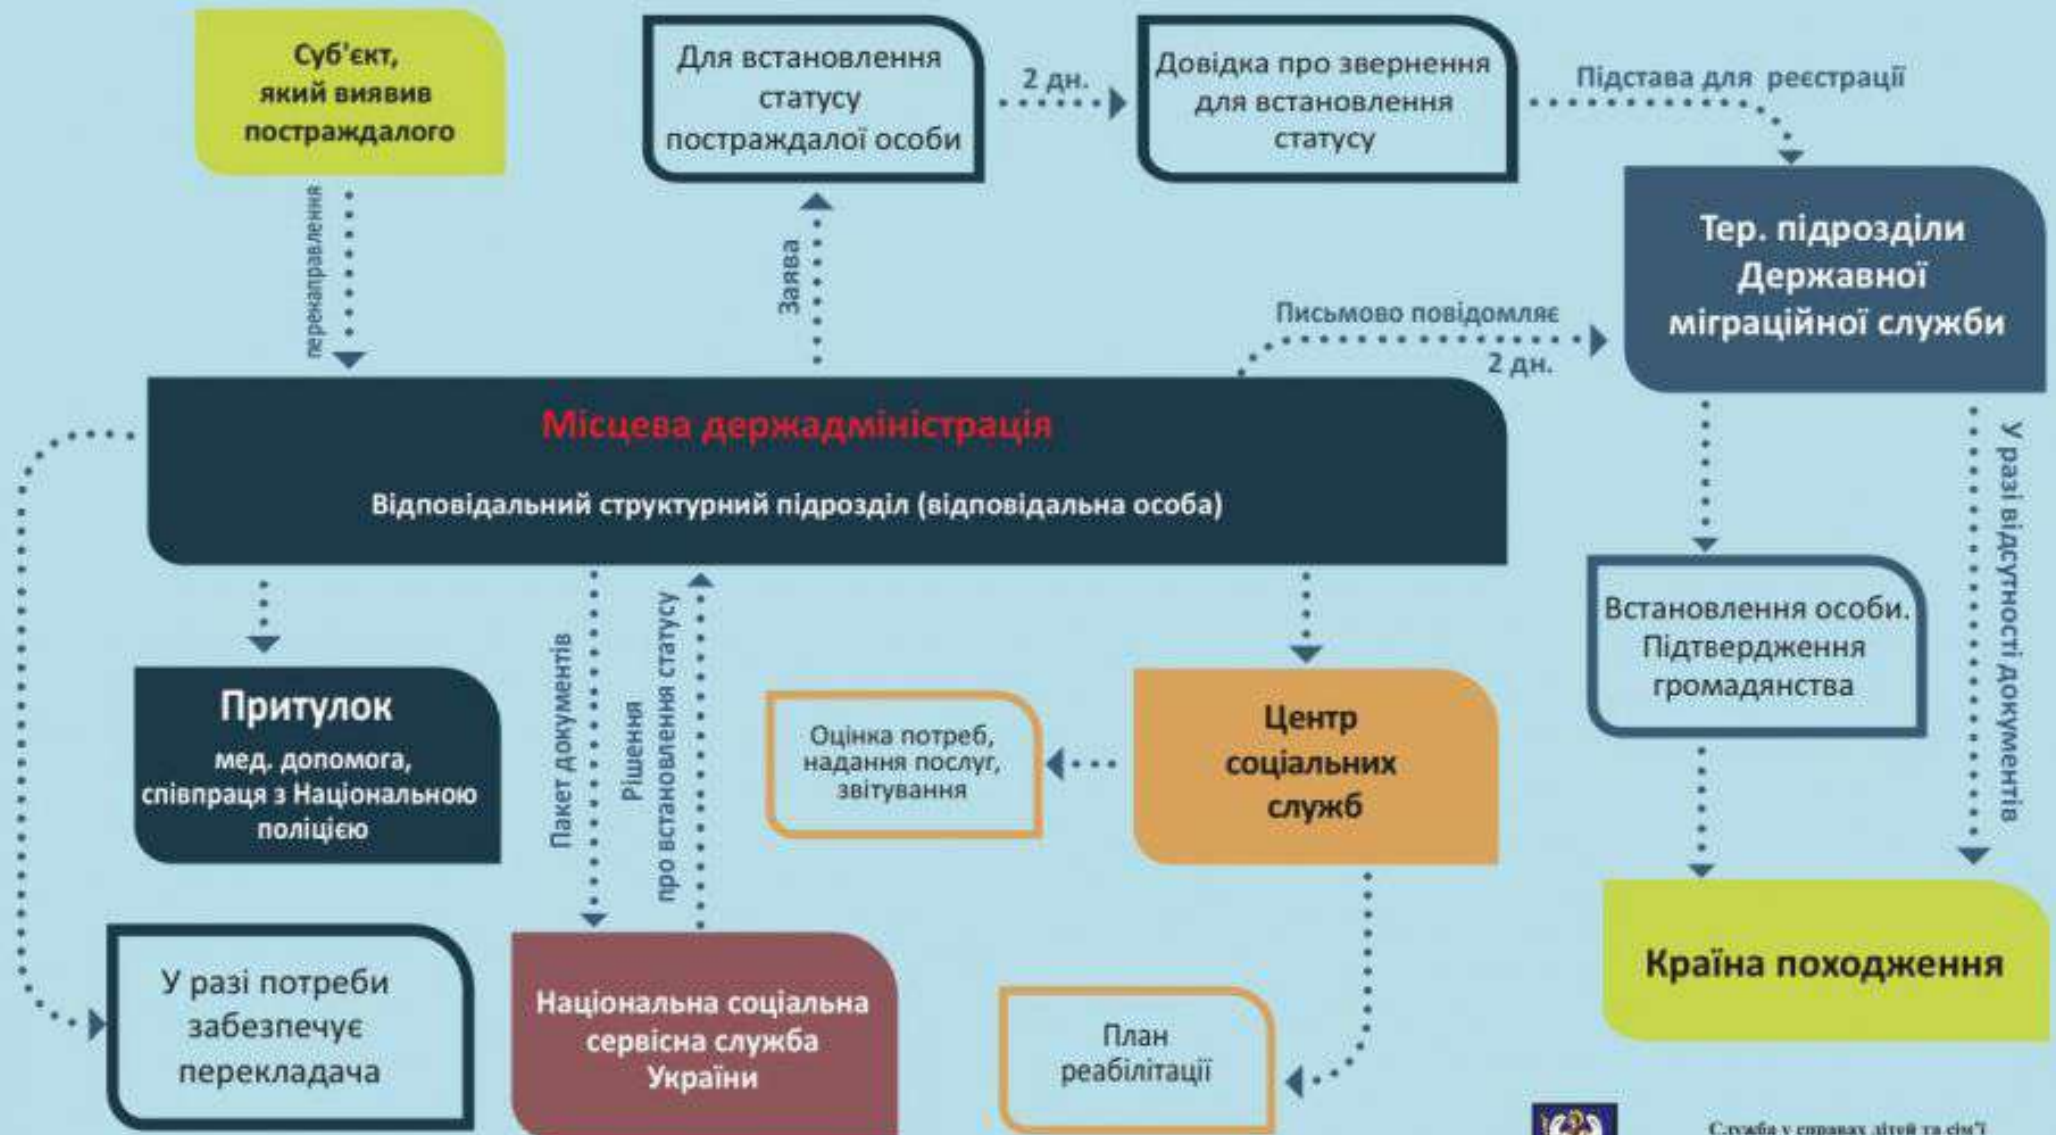 Суб'єкт,
який виявив
постраждалого
Для встановлення
статусу
постраждалої особи
2 дн.
Довідка про звернення
для встановлення
статусу
Підстава для реєстрації
Тер. підрозділи
Державної
міграційної служби
перенаправлення
Заява
Письмово повідомляє
2 дн.
Місцева держадміністрація
Відповідальний структурний підрозділ (відповідальна особа)
У разі відсутності документів
Встановлення особи.
Підтвердження
громадянства
Притулок
мед. допомога,
співпраця з Національною
поліцією
Пакет документів
Рішення
про встановлення статусу
Оцінка потреб,
надання послуг,
звітування
Центр
соціальних
служб
Країна походження
У разі потреби
забезпечує
перекладача
Національна соціальна
сервісна служба
України
План
реабілітації
Служба у справах дітей та сім'ї